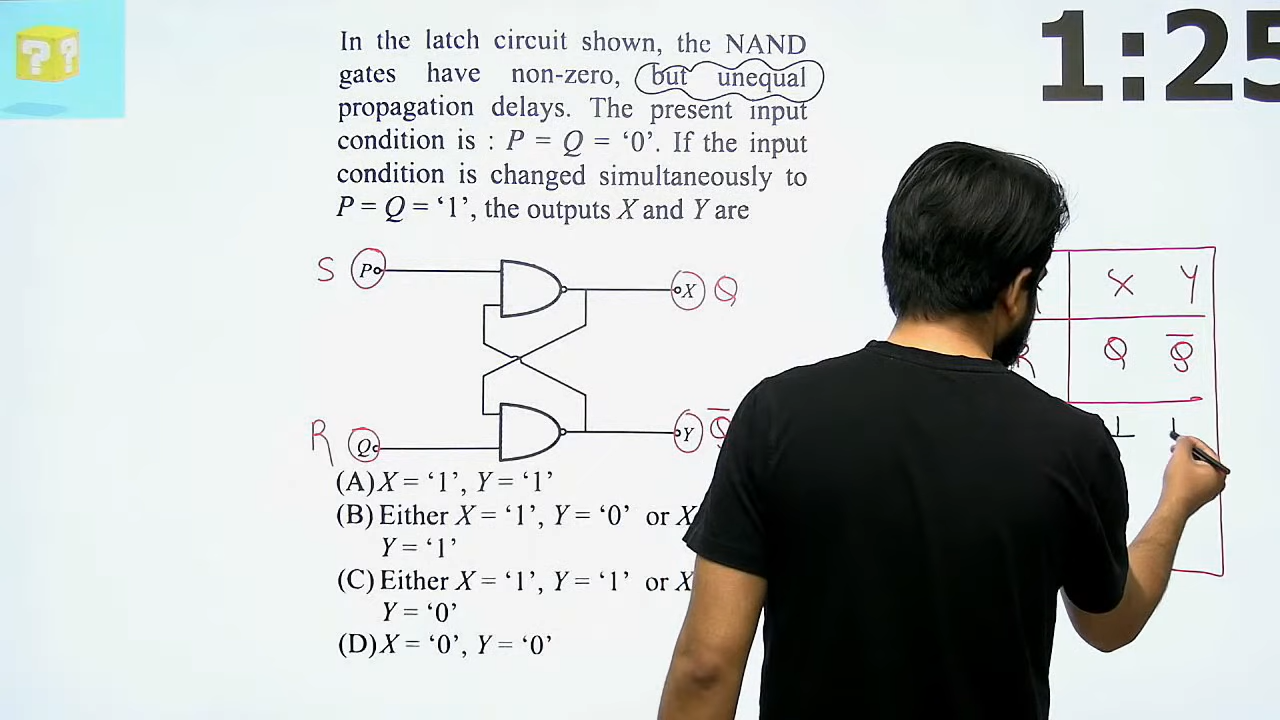 1:25
In the latch circuit shown, the NAND
gates have non-zero, but unequal
propagation delays. The present input
condition is : P = Q = ‘0’. If the input
condition is changed simultaneously to
P = Q = ‘1’, the outputs X and Y are
S P X Q
R Q Y Q̅
X Y
R Q Q̅
1
(A) X = ‘1’, Y = ‘1’
(B) Either X = ‘1’, Y = ‘0’ or X
Y = ‘1’
(C) Either X = ‘1’, Y = ‘1’ or X
Y = ‘0’
(D) X = ‘0’, Y = ‘0’
? ?